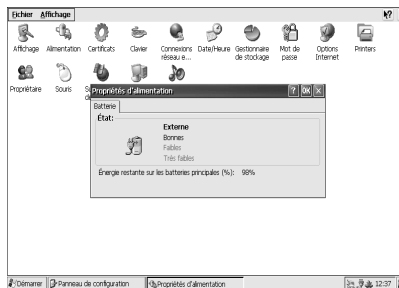 Fichier Affichage
Affichage Alimentation Certificats Clavier Connexions réseau e... Date/Heure Gestionnaire de stockage Mot de passe Options Internet Printers
Propriétaire Souris
Propriétés d'alimentation ? OK ×
Batterie
État:
Externe
Bonnes
Faibles
Très faibles
Énergie restante sur les batteries principales (%): 98%
Démarrer Panneau de configuration Propriétés d'alimentation 12:37